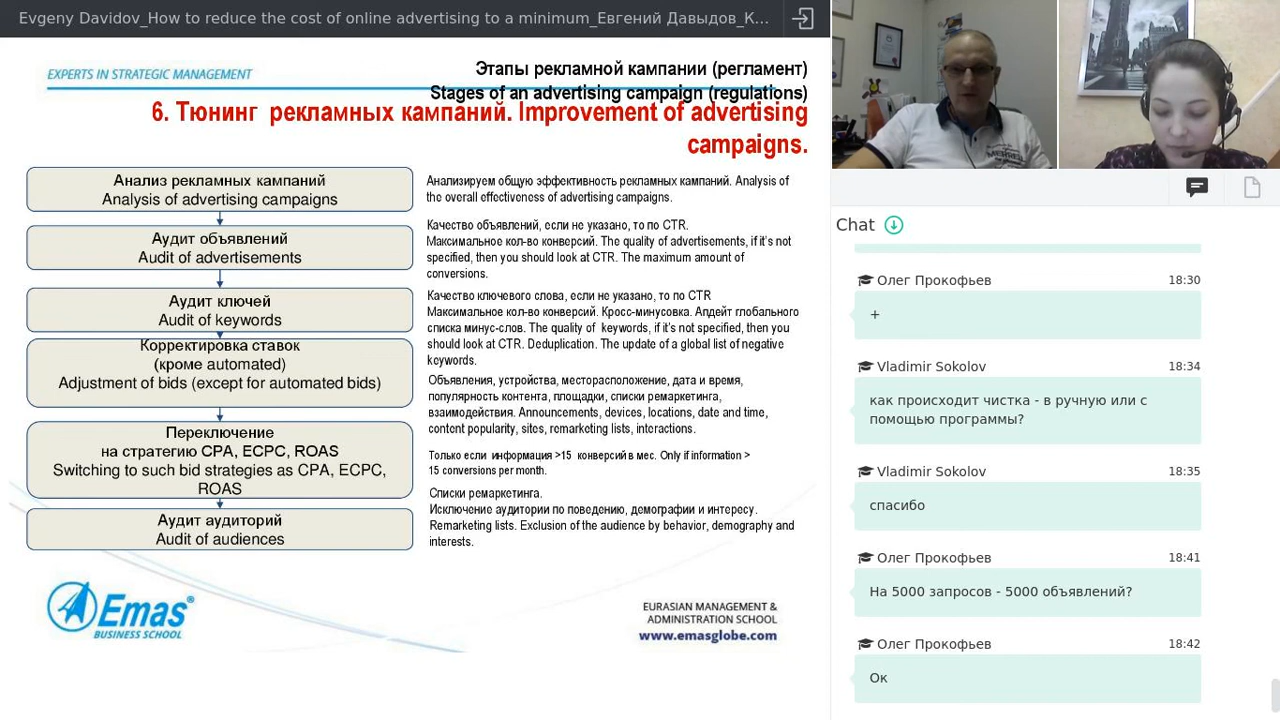 Evgeny Davidov_How to reduce the cost of online advertising to a minimum_Евгений Давыдов_К...
EXPERTS IN STRATEGIC MANAGEMENT
Этапы рекламной кампании (регламент)
Stages of an advertising campaign (regulations)
6. Тюнинг рекламных кампаний. Improvement of advertising
campaigns.
Анализ рекламных кампаний
Analysis of advertising campaigns
Анализируем общую эффективность рекламных кампаний. Analysis of
the overall effectiveness of advertising campaigns.
Аудит объявлений
Audit of advertisements
Качество объявлений, если не указано, то по CTR.
Максимальное кол-во конверсий. The quality of advertisements, if it's not
specified, then you should look at CTR. The maximum amount of
conversions.
Аудит ключей
Audit of keywords
Качество ключевого слова, если не указано, то по CTR
Максимальное кол-во конверсий. Кросс-минусовка. Апдейт глобального
списка минус-слов. The quality of keywords, if it's not specified, then you
should look at CTR. Deduplication. The update of a global list of negative
keywords.
Корректировка ставок
(кроме automated)
Adjustment of bids (except for automated bids)
Объявления, устройства, месторасположение, дата и время,
популярность контента, площадки, списки ремаркетинга,
взаимодействия. Announcements, devices, locations, date and time,
content popularity, sites, remarketing lists, interactions.
Переключение
на стратегию CPA, ECPC, ROAS
Switching to such bid strategies as CPA, ECPC,
ROAS
Только если информация >15 конверсий в мес. Only if information >
15 conversions per month.
Аудит аудиторий
Audit of audiences
Списки ремаркетинга.
Исключение аудитории по поведению, демографии и интересу.
Remarketing lists. Exclusion of the audience by behavior, demography and
interests.
Emas®
BUSINESS SCHOOL
EURASIAN MANAGEMENT &
ADMINISTRATION SCHOOL
www.emasglobe.com
MERREL
Chat
Олег Прокофьев 18:30
+
Vladimir Sokolov 18:34
как происходит чистка - в ручную или с
помощью программы?
Vladimir Sokolov 18:35
спасибо
Олег Прокофьев 18:41
На 5000 запросов - 5000 объявлений?
Олег Прокофьев 18:42
Ок